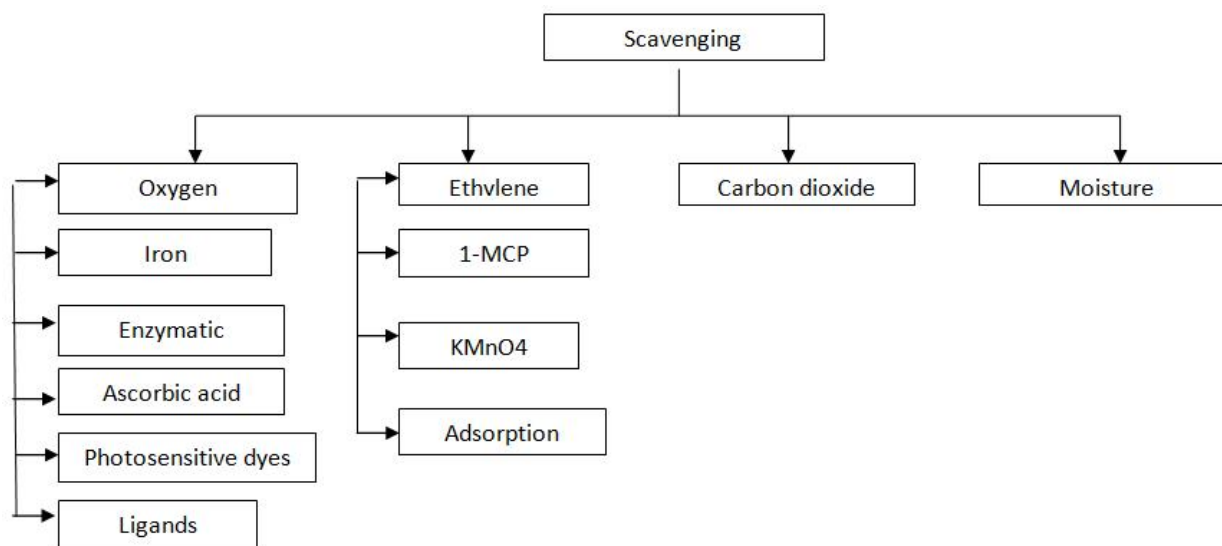 Scavenging
Oxygen
Ethvlene
Carbon dioxide
Moisture
Iron
1-MCP
Enzymatic
KMnO4
Ascorbic acid
Adsorption
Photosensitive dyes
Ligands